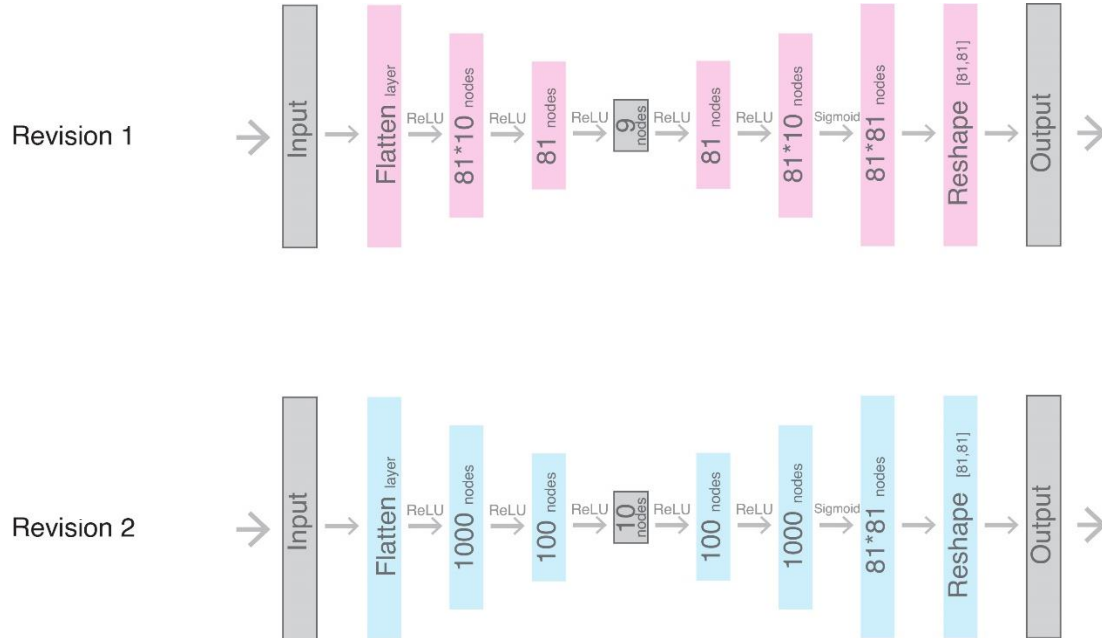 Revision 1
Input
Flatten layer
ReLU
81*10 nodes
ReLU
81 nodes
ReLU
9 nodes
ReLU
81 nodes
ReLU
81*10 nodes
Sigmoid
81*81 nodes
Reshape [81,81]
Output
Revision 2
Input
Flatten layer
ReLU
1000 nodes
ReLU
100 nodes
ReLU
10 nodes
ReLU
100 nodes
ReLU
1000 nodes
Sigmoid
81*81 nodes
Reshape [81,81]
Output